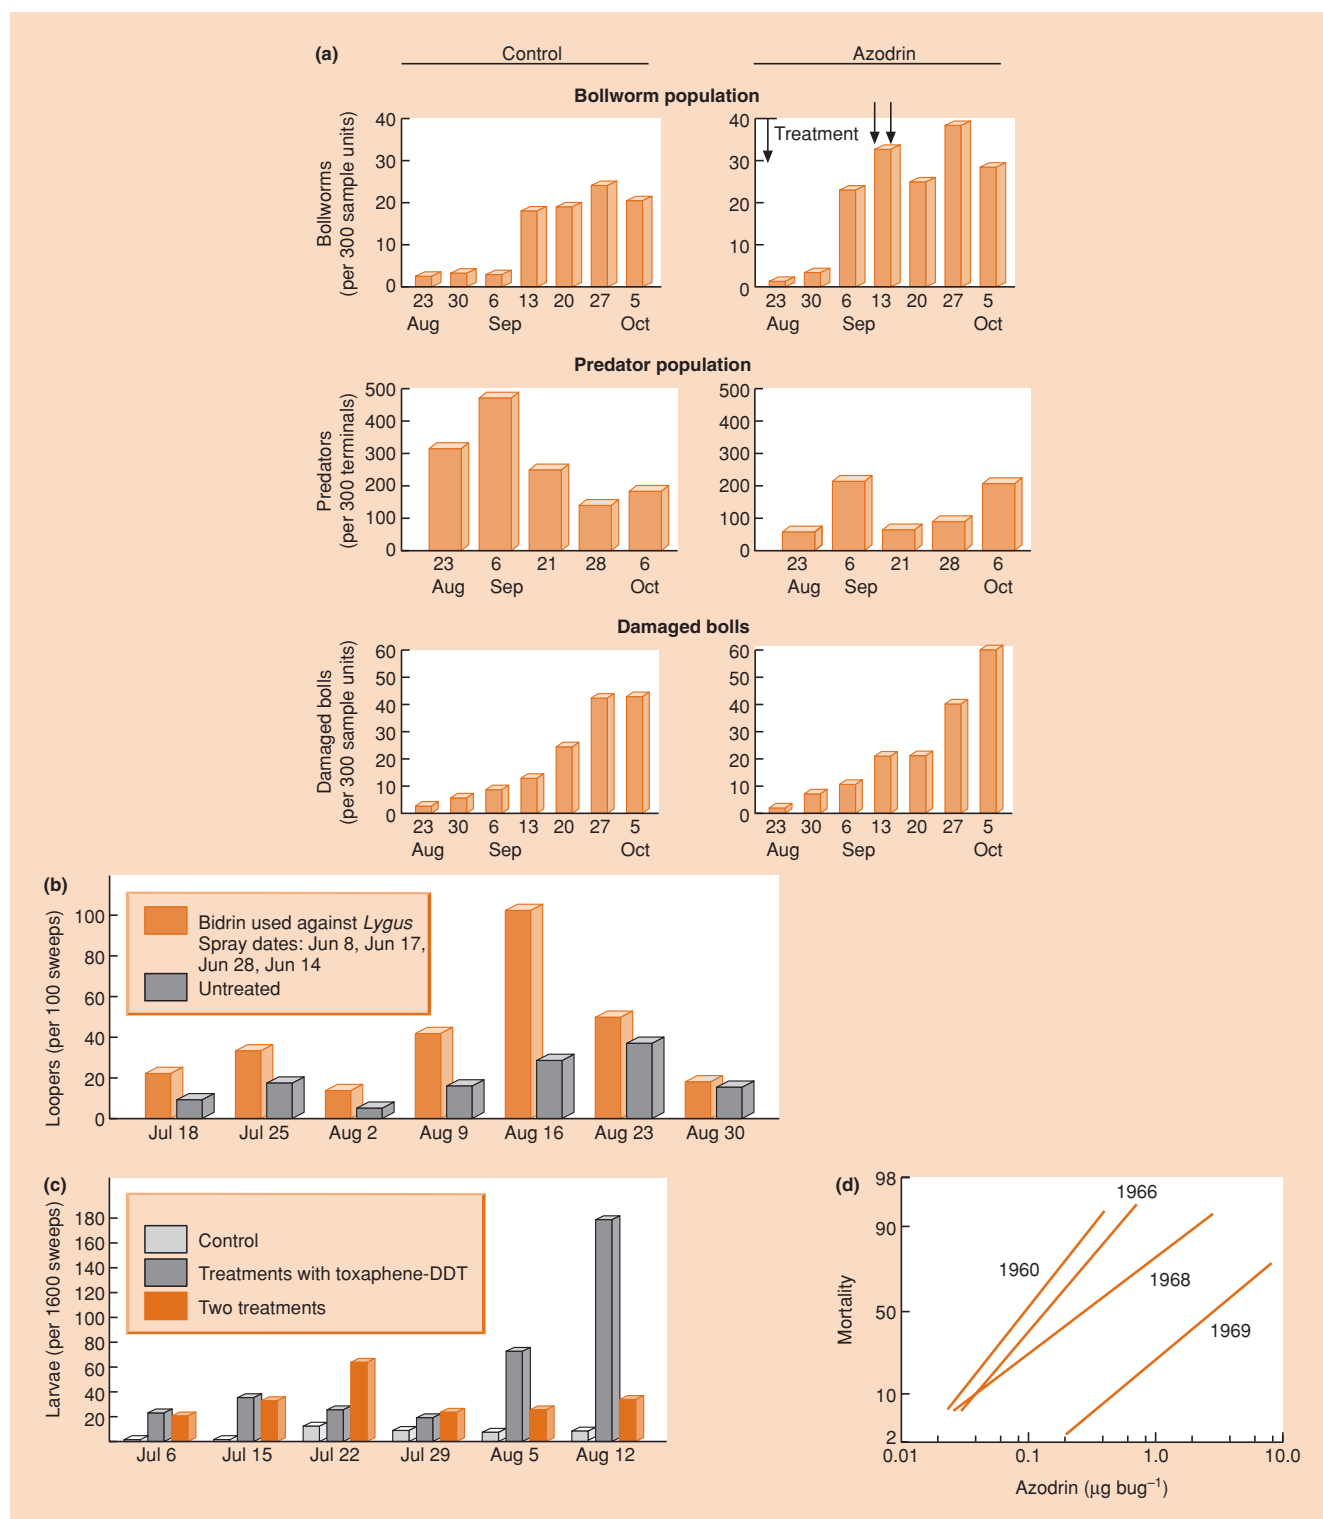 (a)
Control
Azodrin
Bollworm population
Bollworms
(per 300 sample units)
40
30
20
10
0
23 30 6 13 20 27 5
Aug Sep Oct
Treatment
40
30
20
10
0
23 30 6 13 20 27 5
Aug Sep Oct
Predator population
Predators
(per 300 terminals)
500
400
300
200
100
0
23 6 21 28 6
Aug Sep Oct
500
400
300
200
100
0
23 6 21 28 6
Aug Sep Oct
Damaged bolls
Damaged bolls
(per 300 sample units)
60
50
40
30
20
10
0
23 30 6 13 20 27 5
Aug Sep Oct
60
50
40
30
20
10
0
23 30 6 13 20 27 5
Aug Sep Oct
(b)
Loopers (per 100 sweeps)
100
80
60
40
20
0
Bidrin used against Lygus
Spray dates: Jun 8, Jun 17,
Jun 28, Jun 14
Untreated
Jul 18 Jul 25 Aug 2 Aug 9 Aug 16 Aug 23 Aug 30
(c)
Larvae (per 1600 sweeps)
180
160
140
120
100
80
60
40
20
Control
Treatments with toxaphene-DDT
Two treatments
Jul 6 Jul 15 Jul 22 Jul 29 Aug 5 Aug 12
(d)
Mortality
98
90
50
10
2
1966
1960
1968
1969
0.01 0.1 1.0 10.0
Azodrin (μg bug⁻¹)